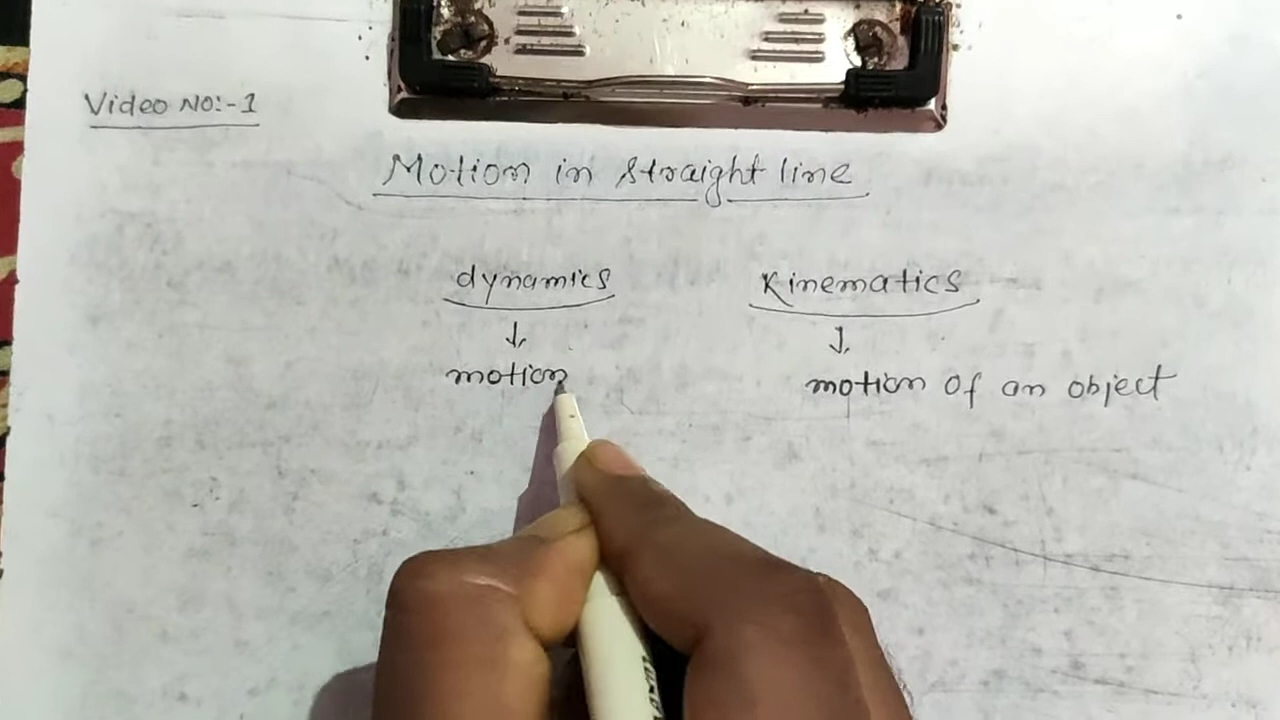 Video No:-1
Motion in straight line
dynamics Kinematics
motion motion of an object